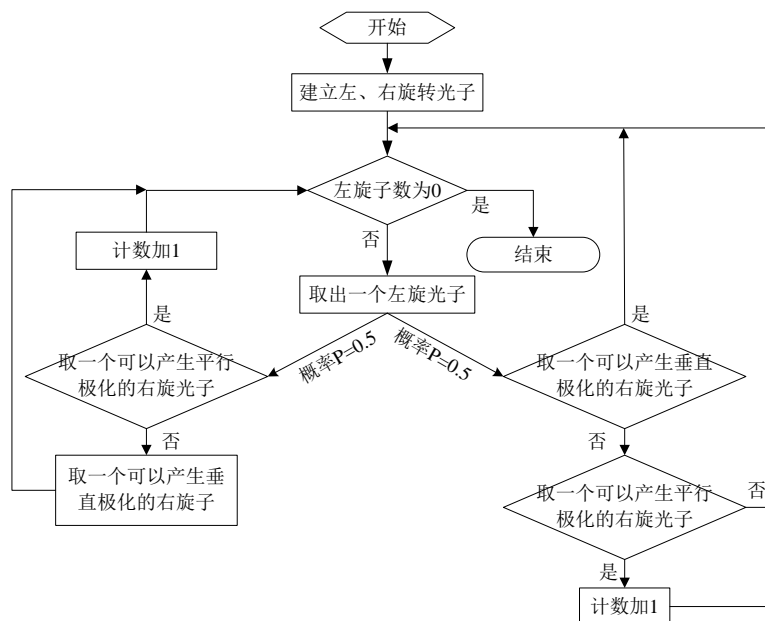 开始
建立左、右旋转光子
左旋子数为0
是
否
结束
计数加1
取出一个左旋光子
是
是
概率P=0.5
概率P=0.5
取一个可以产生平行
极化的右旋光子
取一个可以产生垂直
极化的右旋光子
否
否
取一个可以产生垂
直极化的右旋子
取一个可以产生平行
极化的右旋光子
否
是
计数加1